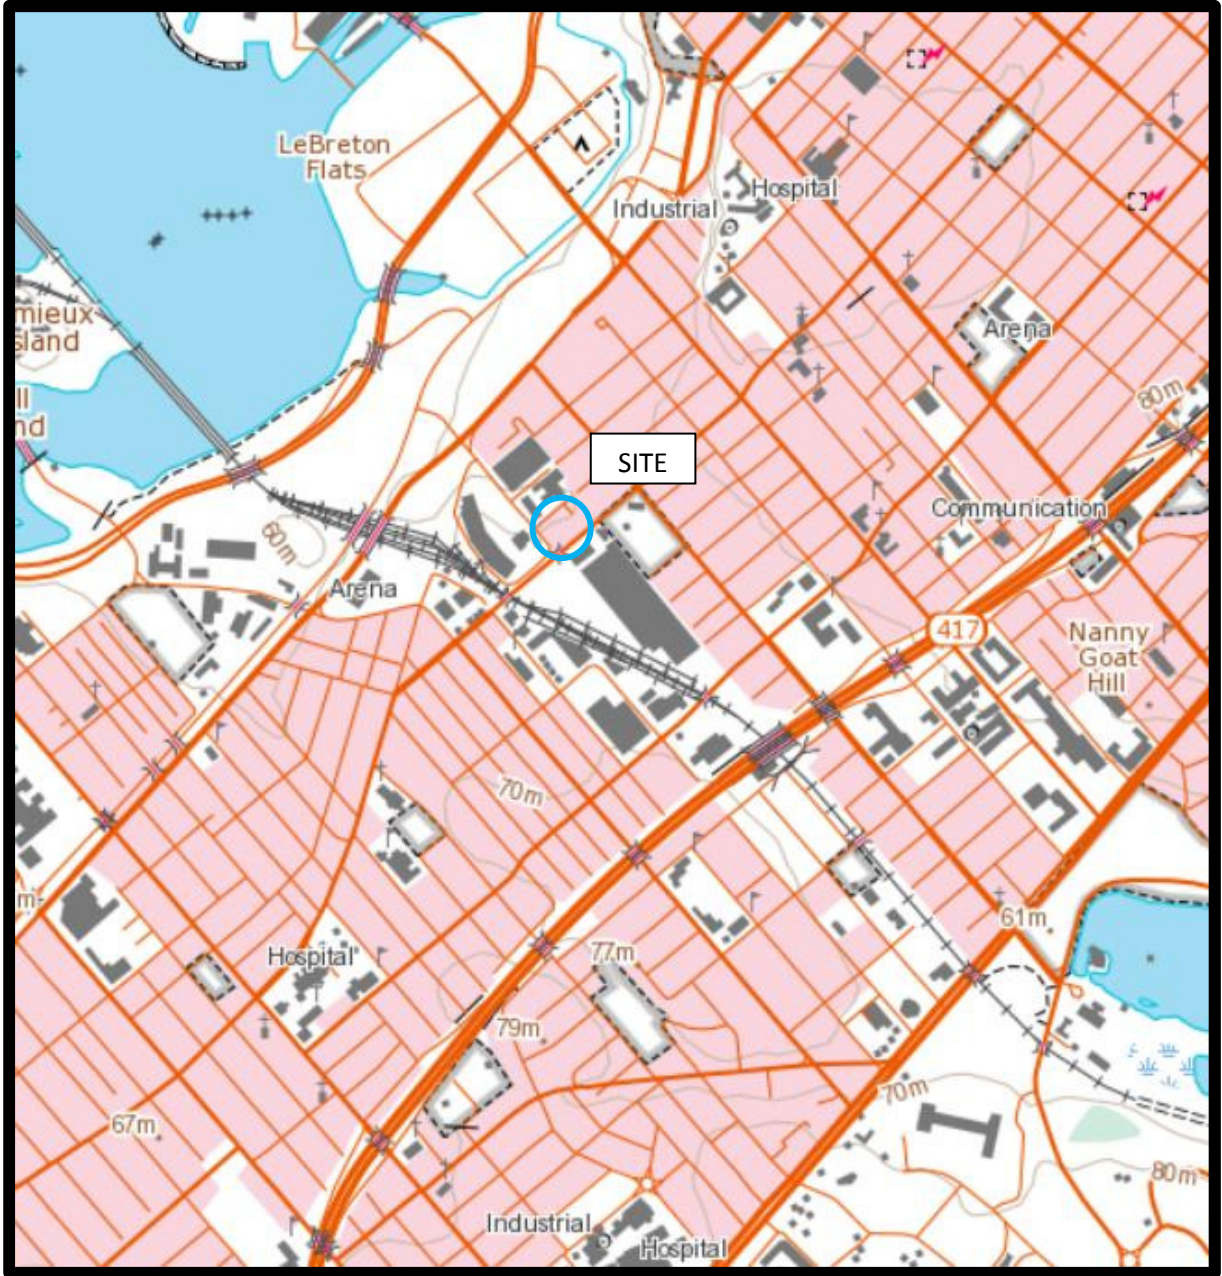 LeBreton
Flats
Hospital
Industrial
mieux
sland
Arena
ll
nd
80m
SITE
Communication
60m
Arena
417
Nanny
Goat
Hill
70m
m
61m
Hospital
77m
79m
70m
67m
80m
Industrial
Hospital